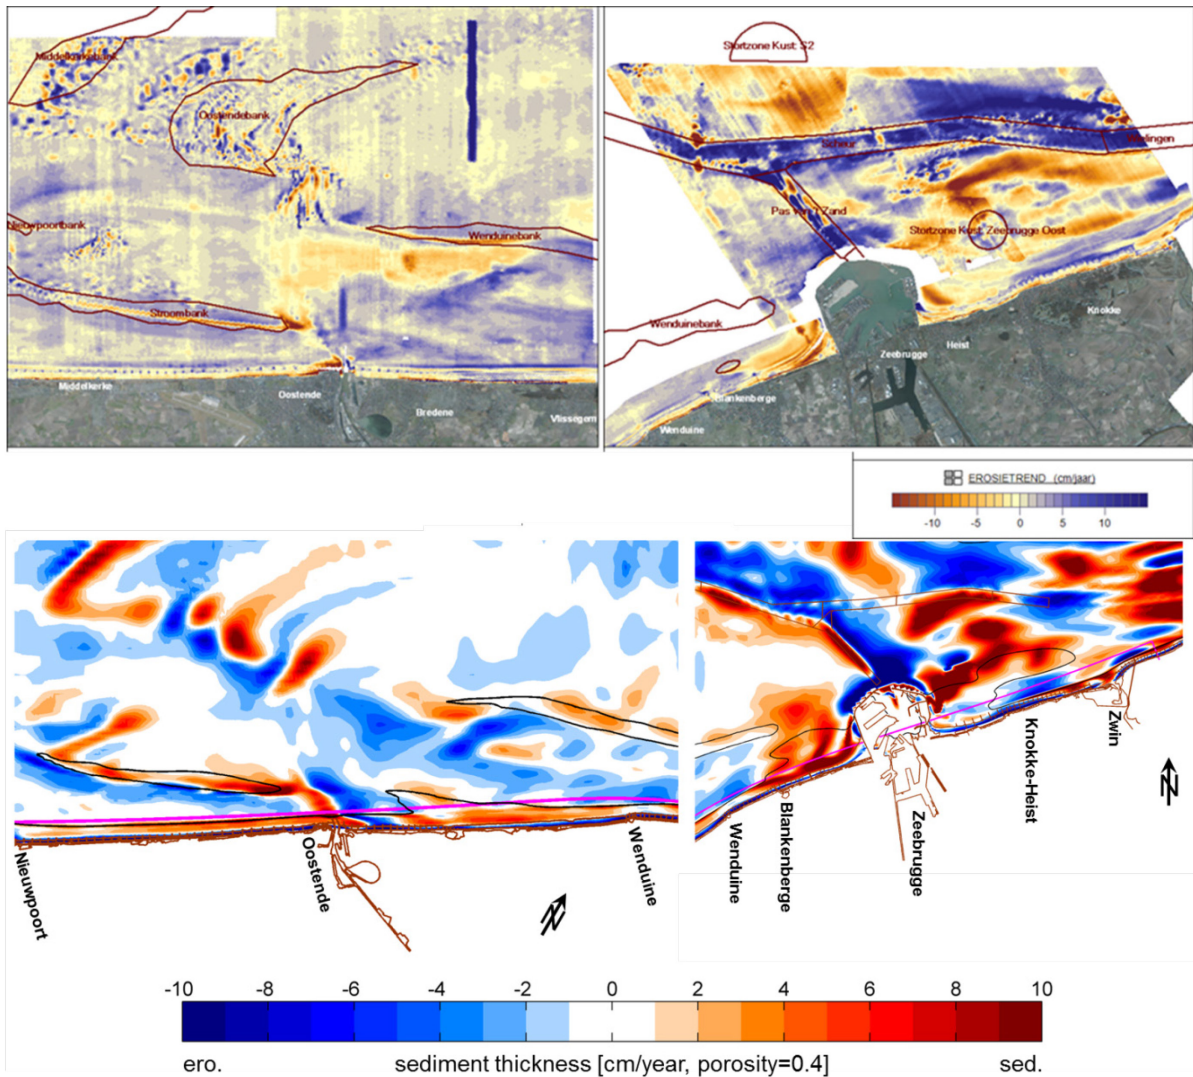 Middelkerkebank
Oostendebank
Nieuwpoortbank
Wenduinebank
Stroombank
Middelkerke
Oostende
Bredene
Vlissegem
Stortzone Kust: S2
Scheur
Wielingen
Pas van 't Zand
Stortzone Kust: Zeebrugge Oost
Wenduinebank
Knokke
Heist
Zeebrugge
Blankenberge
Wenduine
EROSIETREND (cm/jaar)
-10 -5 0 5 10
Nieuwpoort
Oostende
Wenduine
N
Wenduine
Blankenberge
Zeebrugge
Knokke-Heist
Zwin
N
-10 -8 -6 -4 -2 0 2 4 6 8 10
ero. sediment thickness [cm/year, porosity=0.4] sed.